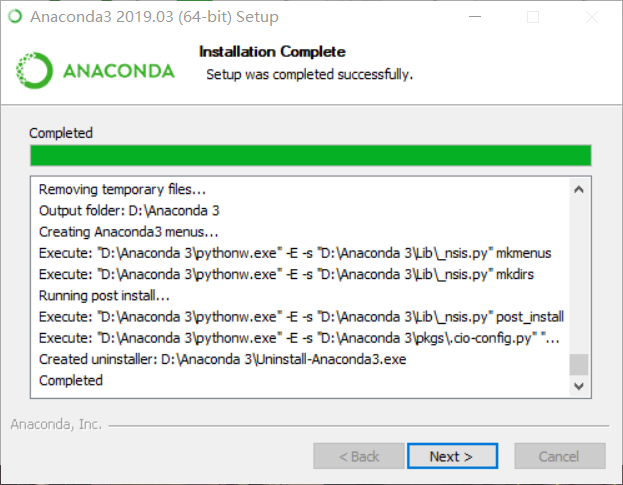 Anaconda3 2019.03 (64-bit) Setup
ANACONDA
Installation Complete
Setup was completed successfully.
Completed
Removing temporary files...
Output folder: D:\Anaconda 3
Creating Anaconda3 menus...
Execute: "D:\Anaconda 3\pythonw.exe" -E -s "D:\Anaconda 3\Lib\_nsis.py" mkmenus
Execute: "D:\Anaconda 3\pythonw.exe" -E -s "D:\Anaconda 3\Lib\_nsis.py" mkdirs
Running post install...
Execute: "D:\Anaconda 3\pythonw.exe" -E -s "D:\Anaconda 3\Lib\_nsis.py" post_install
Execute: "D:\Anaconda 3\pythonw.exe" -E -s "D:\Anaconda 3\pkgs\.cio-config.py" "...
Created uninstaller: D:\Anaconda 3\Uninstall-Anaconda3.exe
Completed
Anaconda, Inc.
< Back
Next >
Cancel